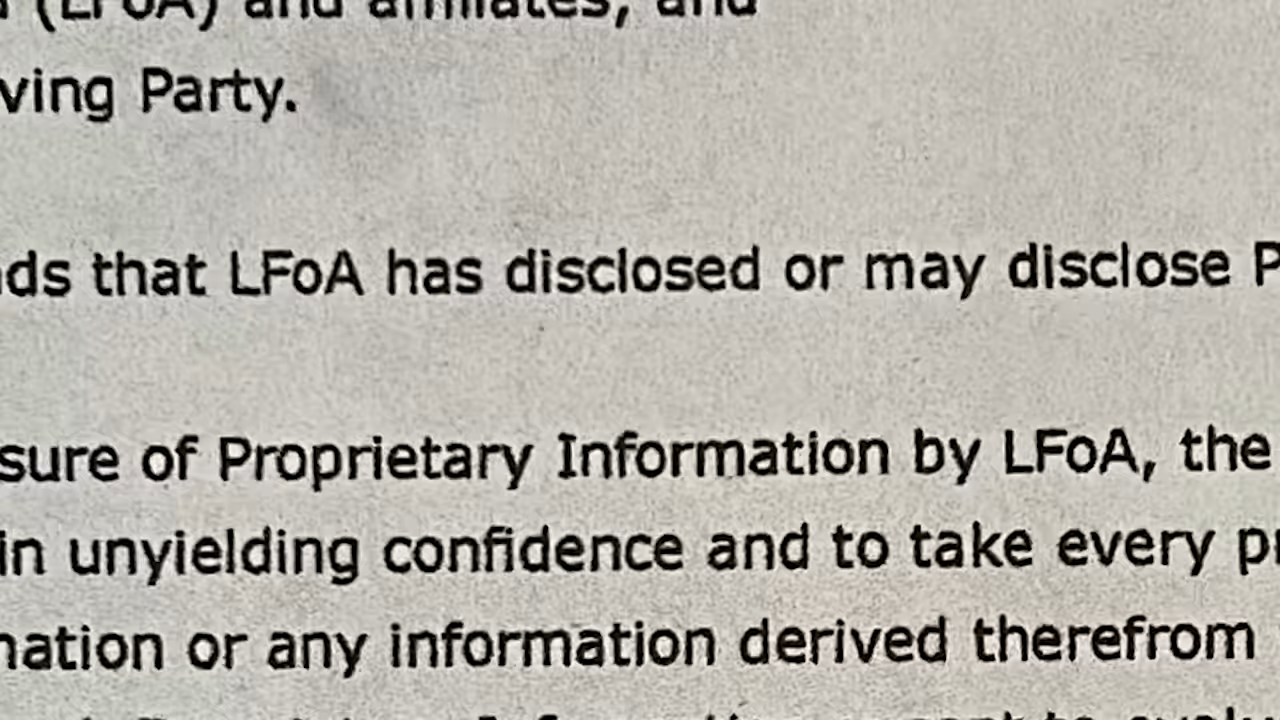 (LFoA) and affiliates, and
ving Party.
ds that LFoA has disclosed or may disclose P
sure of Proprietary Information by LFoA, the
in unyielding confidence and to take every pr
nation or any information derived therefrom